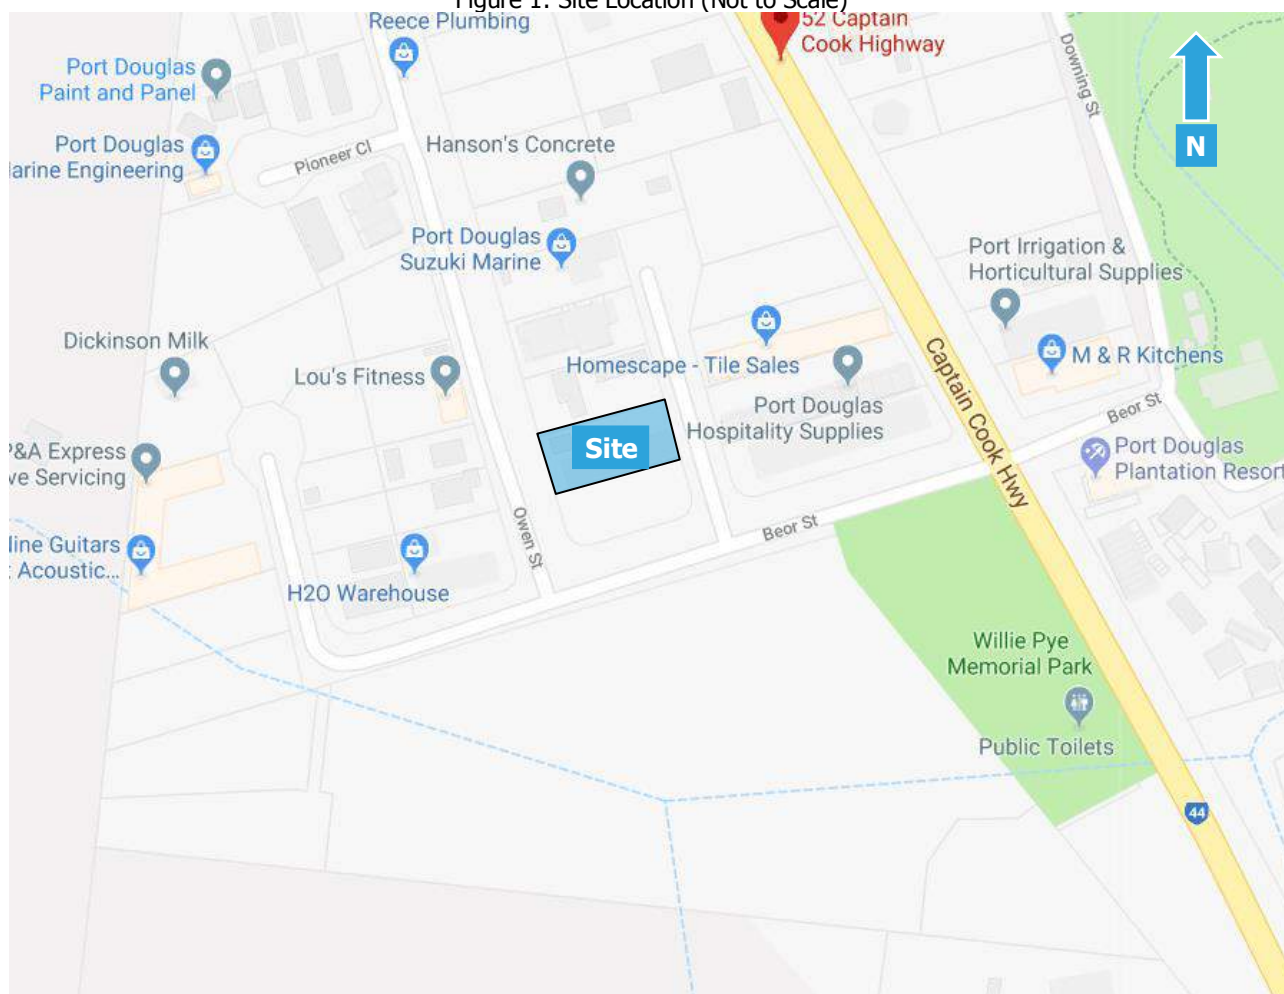 Figure 1: Site Location (Not to Scale)
Reece Plumbing
52 Captain
Cook Highway
Downing St
Port Douglas
Paint and Panel
N
Port Douglas
arine Engineering
Pioneer Cl
Hanson's Concrete
Port Douglas
Suzuki Marine
Port Irrigation &
Horticultural Supplies
Dickinson Milk
Lou's Fitness
Homescape - Tile Sales
Captain Cook Hwy
M & R Kitchens
Port Douglas
Hospitality Supplies
Beor St
Site
P&A Express
ve Servicing
Port Douglas
Plantation Resort
Owen St
Beor St
line Guitars
Acoustic...
H2O Warehouse
Willie Pye
Memorial Park
Public Toilets
44